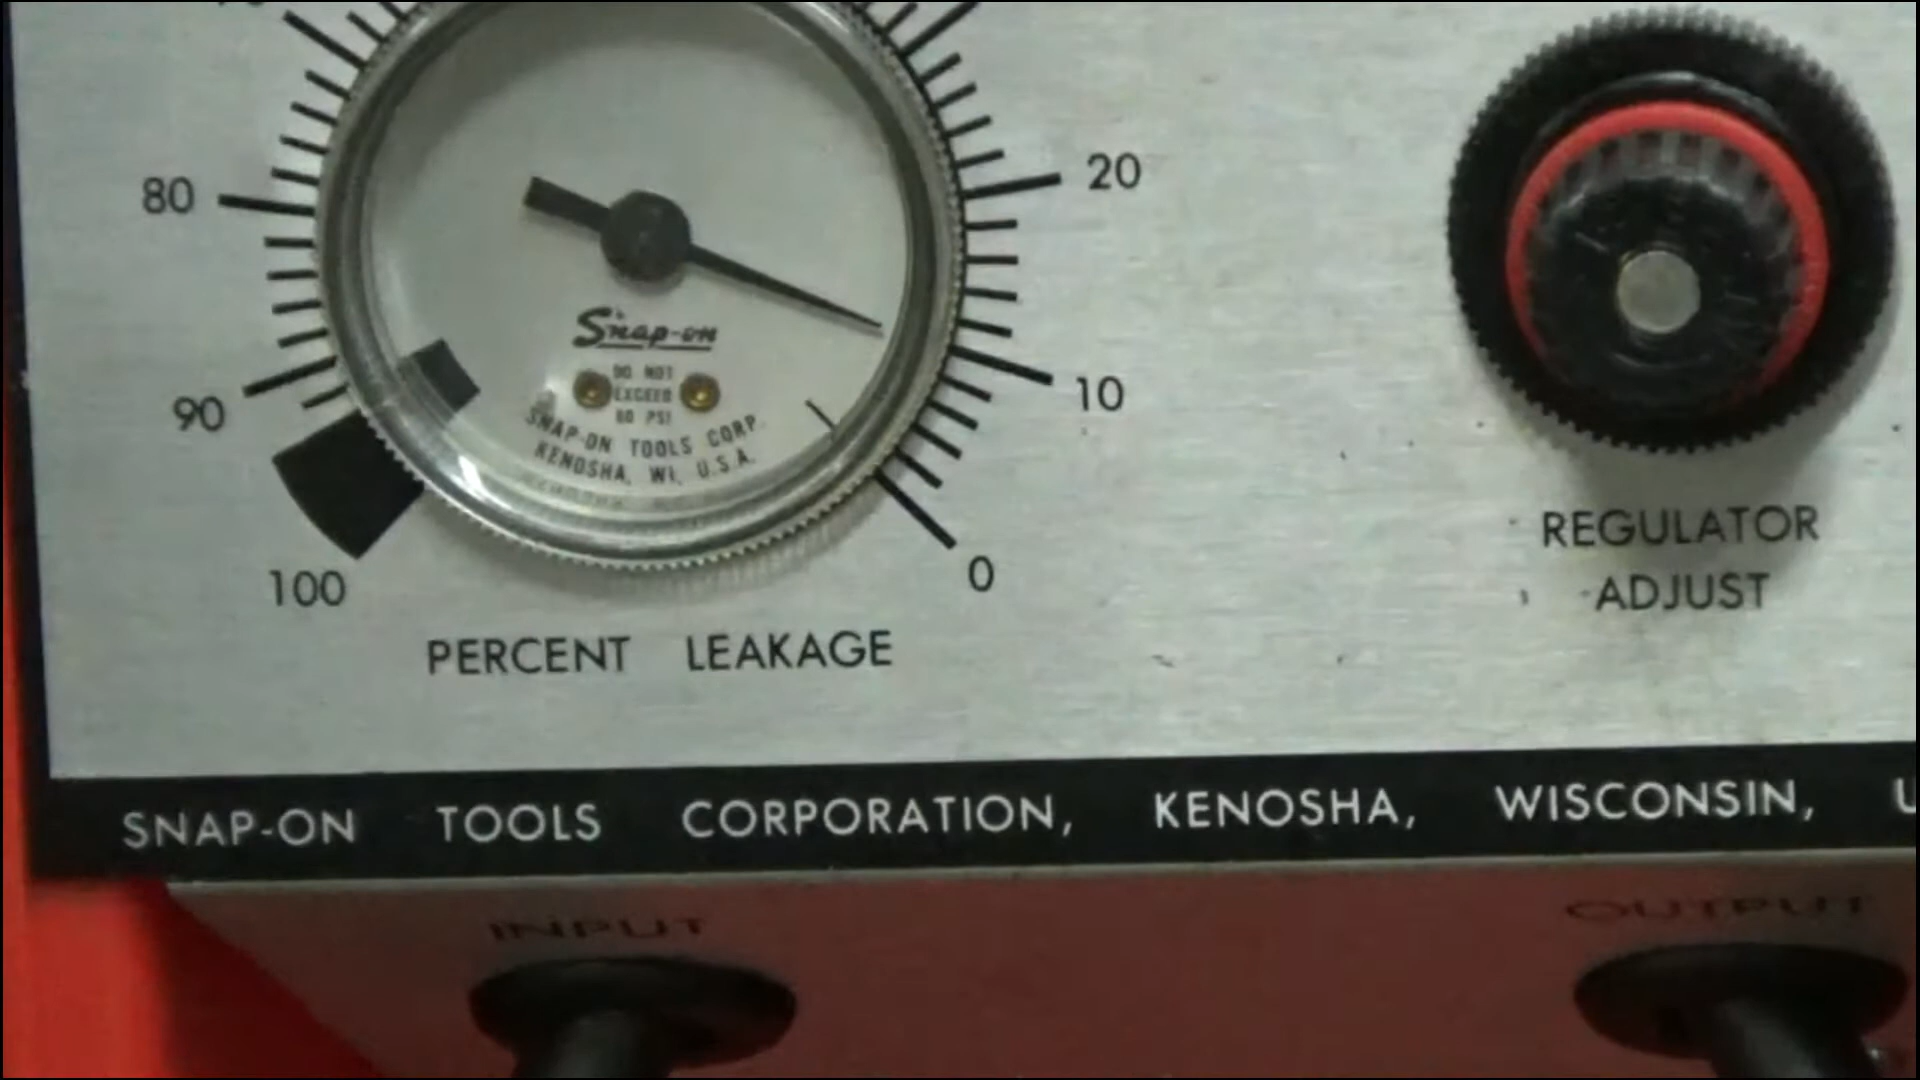 80
20
90
10
100
0
Snap-on
DO NOT
EXCEED
80 PSI
SNAP-ON TOOLS CORP.
KENOSHA, WI, U.S.A.
PERCENT LEAKAGE
REGULATOR
ADJUST
SNAP-ON TOOLS CORPORATION, KENOSHA, WISCONSIN, U
INPUT
OUTPUT